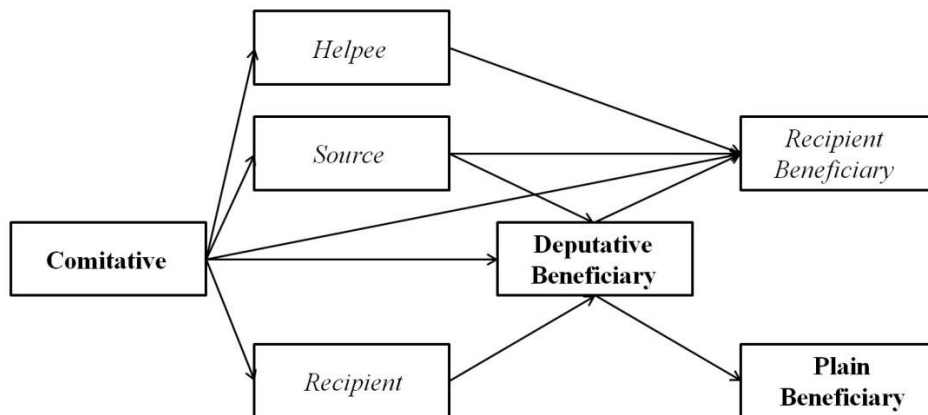 Helpee
Source
Recipient
Beneficiary
Comitative
Deputative
Beneficiary
Recipient
Plain
Beneficiary